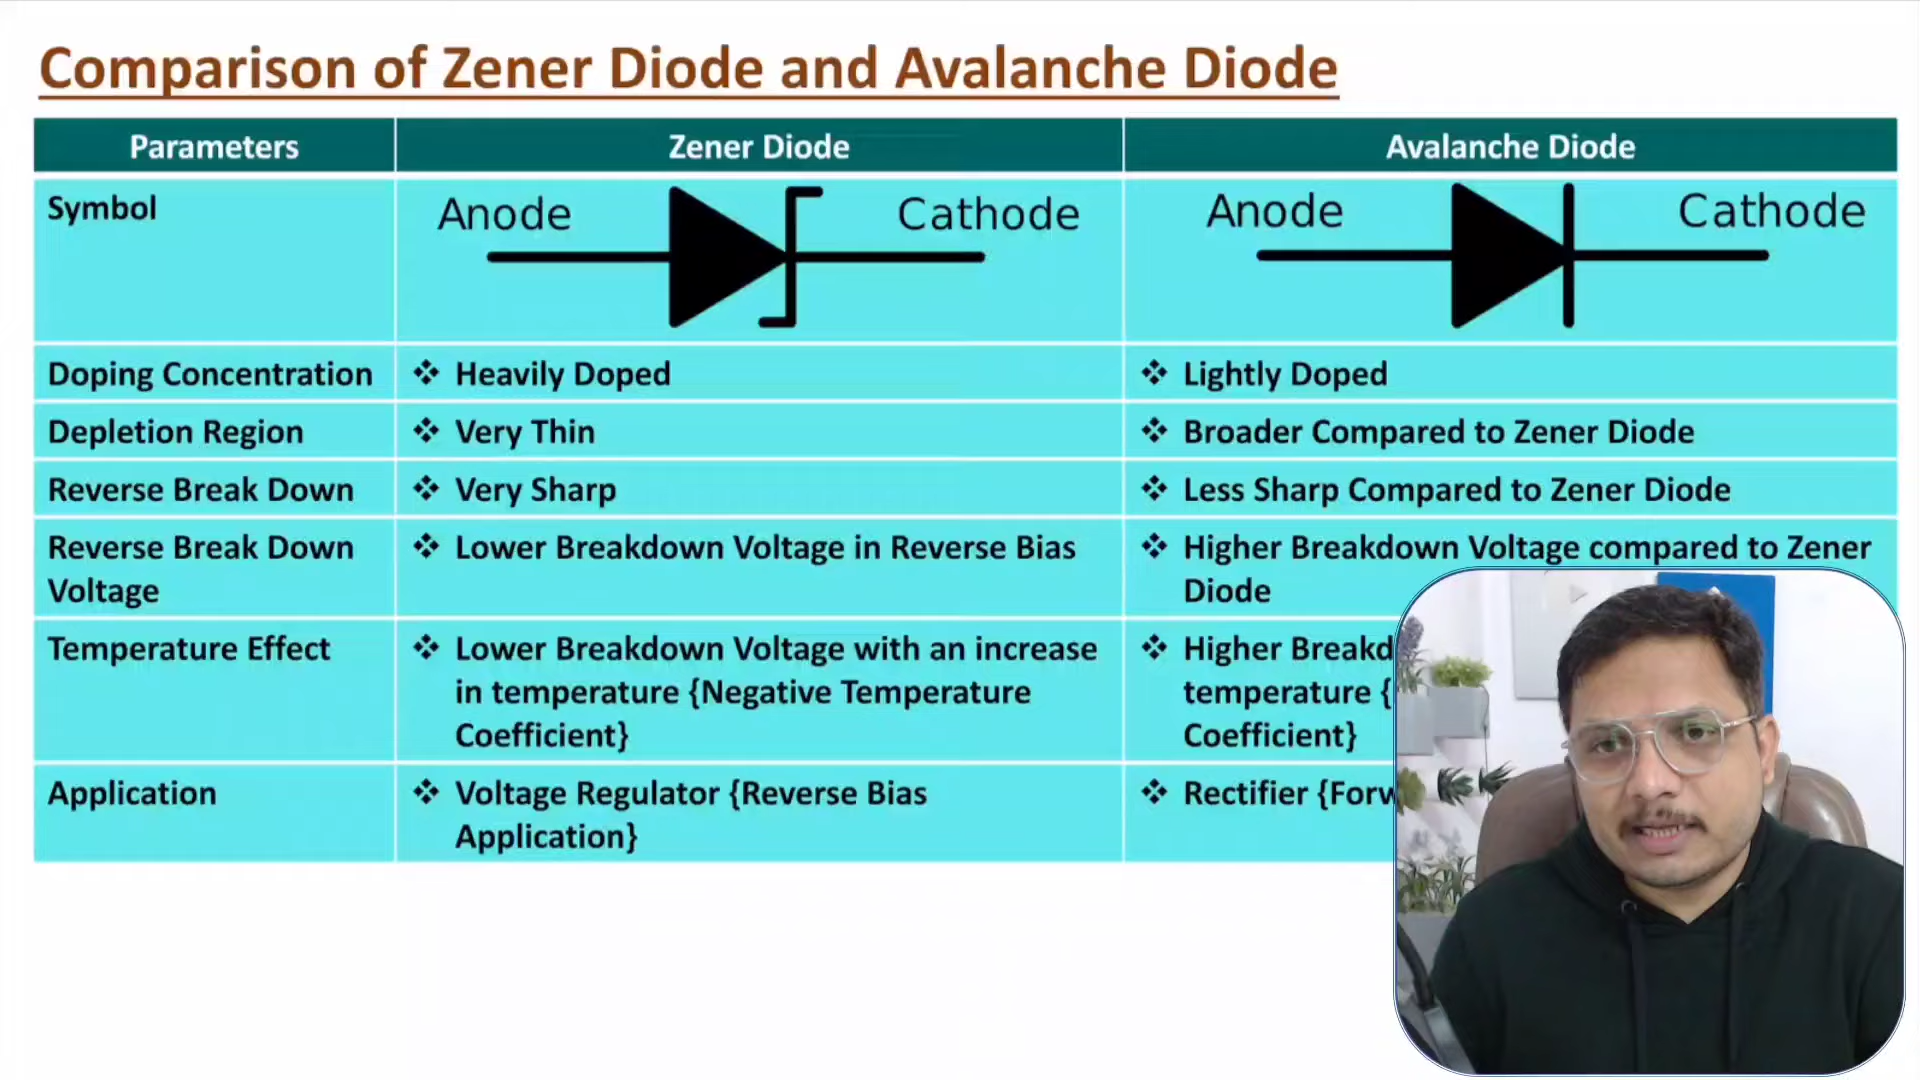 Comparison of Zener Diode and Avalanche Diode
Parameters
Zener Diode
Avalanche Diode
Symbol
Anode
Cathode
Anode
Cathode
Doping Concentration
❖ Heavily Doped
❖ Lightly Doped
Depletion Region
❖ Very Thin
❖ Broader Compared to Zener Diode
Reverse Break Down
❖ Very Sharp
❖ Less Sharp Compared to Zener Diode
Reverse Break Down
Voltage
❖ Lower Breakdown Voltage in Reverse Bias
❖ Higher Breakdown Voltage compared to Zener
Diode
Temperature Effect
❖ Lower Breakdown Voltage with an increase
in temperature {Negative Temperature
Coefficient}
❖ Higher
temperature {
Coefficient}
Application
❖ Voltage Regulator {Reverse Bias
Application}
❖ Rectifier